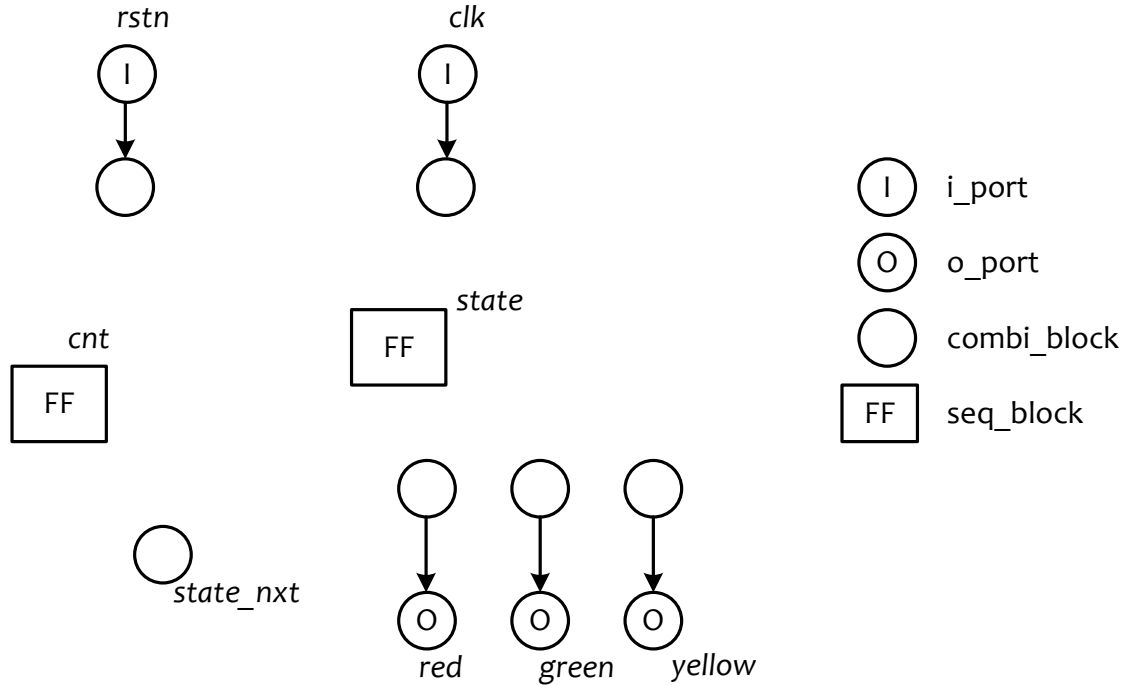 rstn
clk
I
I
I i_port
O o_port
combi_block
FF seq_block
state
FF
cnt
FF
state_nxt
O
O
O
red
green
yellow